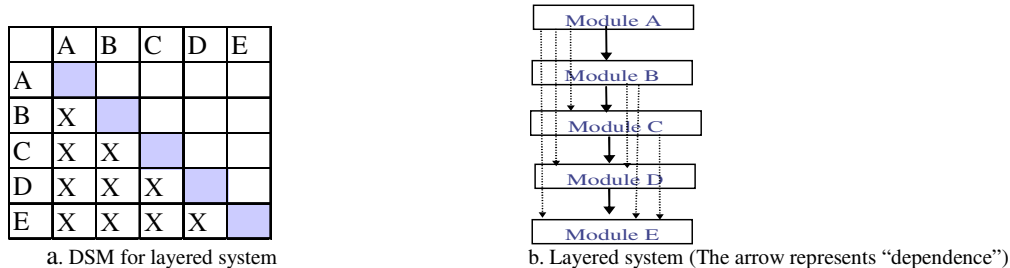 A B C D E
A
B X
C X X
D X X X
E X X X X
a. DSM for layered system
Module A
Module B
Module C
Module D
Module E
b. Layered system (The arrow represents “dependence”)